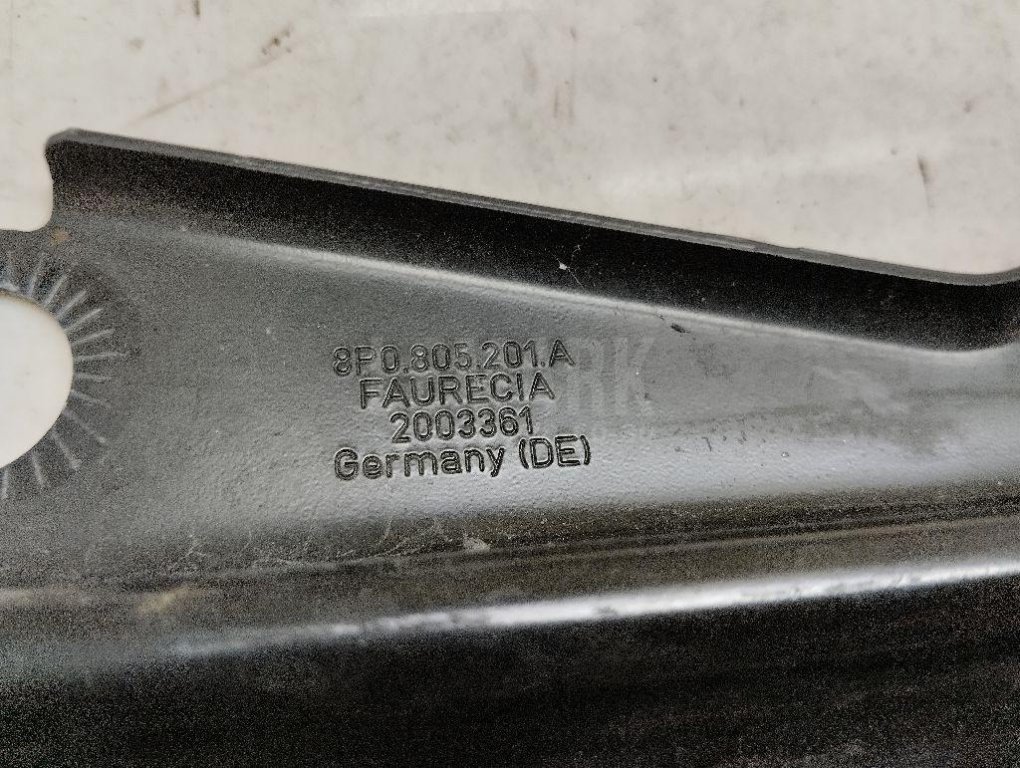 8P0.805.201.A
FAURECIA
2003361
Germany (DE)